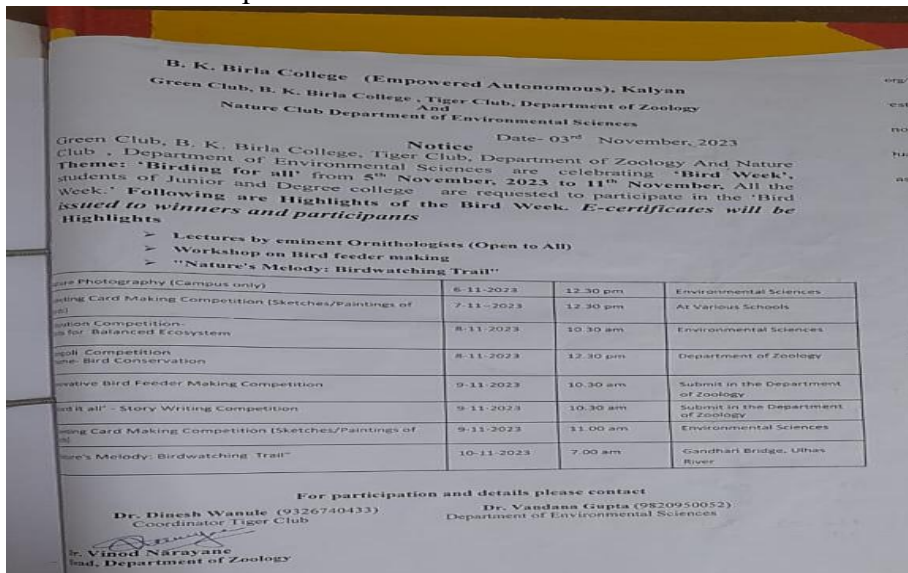 B. K. Birla College (Empowered Autonomous), Kalyan
Green Club, B. K. Birla College , Tiger Club, Department of Zoology
And
Nature Club Department of Environmental Sciences
Notice Date- 03rd November, 2023
Green Club, B. K. Birla College, Tiger Club, Department of Zoology And Nature
Club , Department of Environmental Sciences are celebrating 'Bird Week',
Theme: 'Birding for all' from 5th November, 2023 to 11th November. All the
students of Junior and Degree college are requested to participate in the 'Bird
Week.' Following are Highlights of the Bird Week. E-certificates will be
issued to winners and participants
Highlights
➢ Lectures by eminent Ornithologists (Open to All)
➢ Workshop on Bird feeder making
➢ "Nature's Melody: Birdwatching Trail"
Photography (Campus only) 6-11-2023 12.30 pm Environmental Sciences
Card Making Competition (Sketches/Paintings of 7-11--2023 12.30 pm At Various Schools
Competition- 8-11-2023 10.30 am Environmental Sciences
for Balanced Ecosystem
Competition 8-11-2023 12.30 pm Department of Zoology
Bird Conservation
Bird Feeder Making Competition 9-11-2023 10.30 am Submit in the Department
of Zoology
it all' - Story Writing Competition 9-11-2023 10.30 am Submit in the Department
of Zoology
Card Making Competition (Sketches/Paintings of 9-11-2023 11.00 am Environmental Sciences
Melody: Birdwatching Trail" 10-11-2023 7.00 am Gandhari Bridge, Ulhas
River
For participation and details please contact
Dr. Dinesh Wanule (9326740433) Dr. Vandana Gupta (9820950052)
Coordinator Tiger Club Department of Environmental Sciences
Vinod Narayane
Department of Zoology